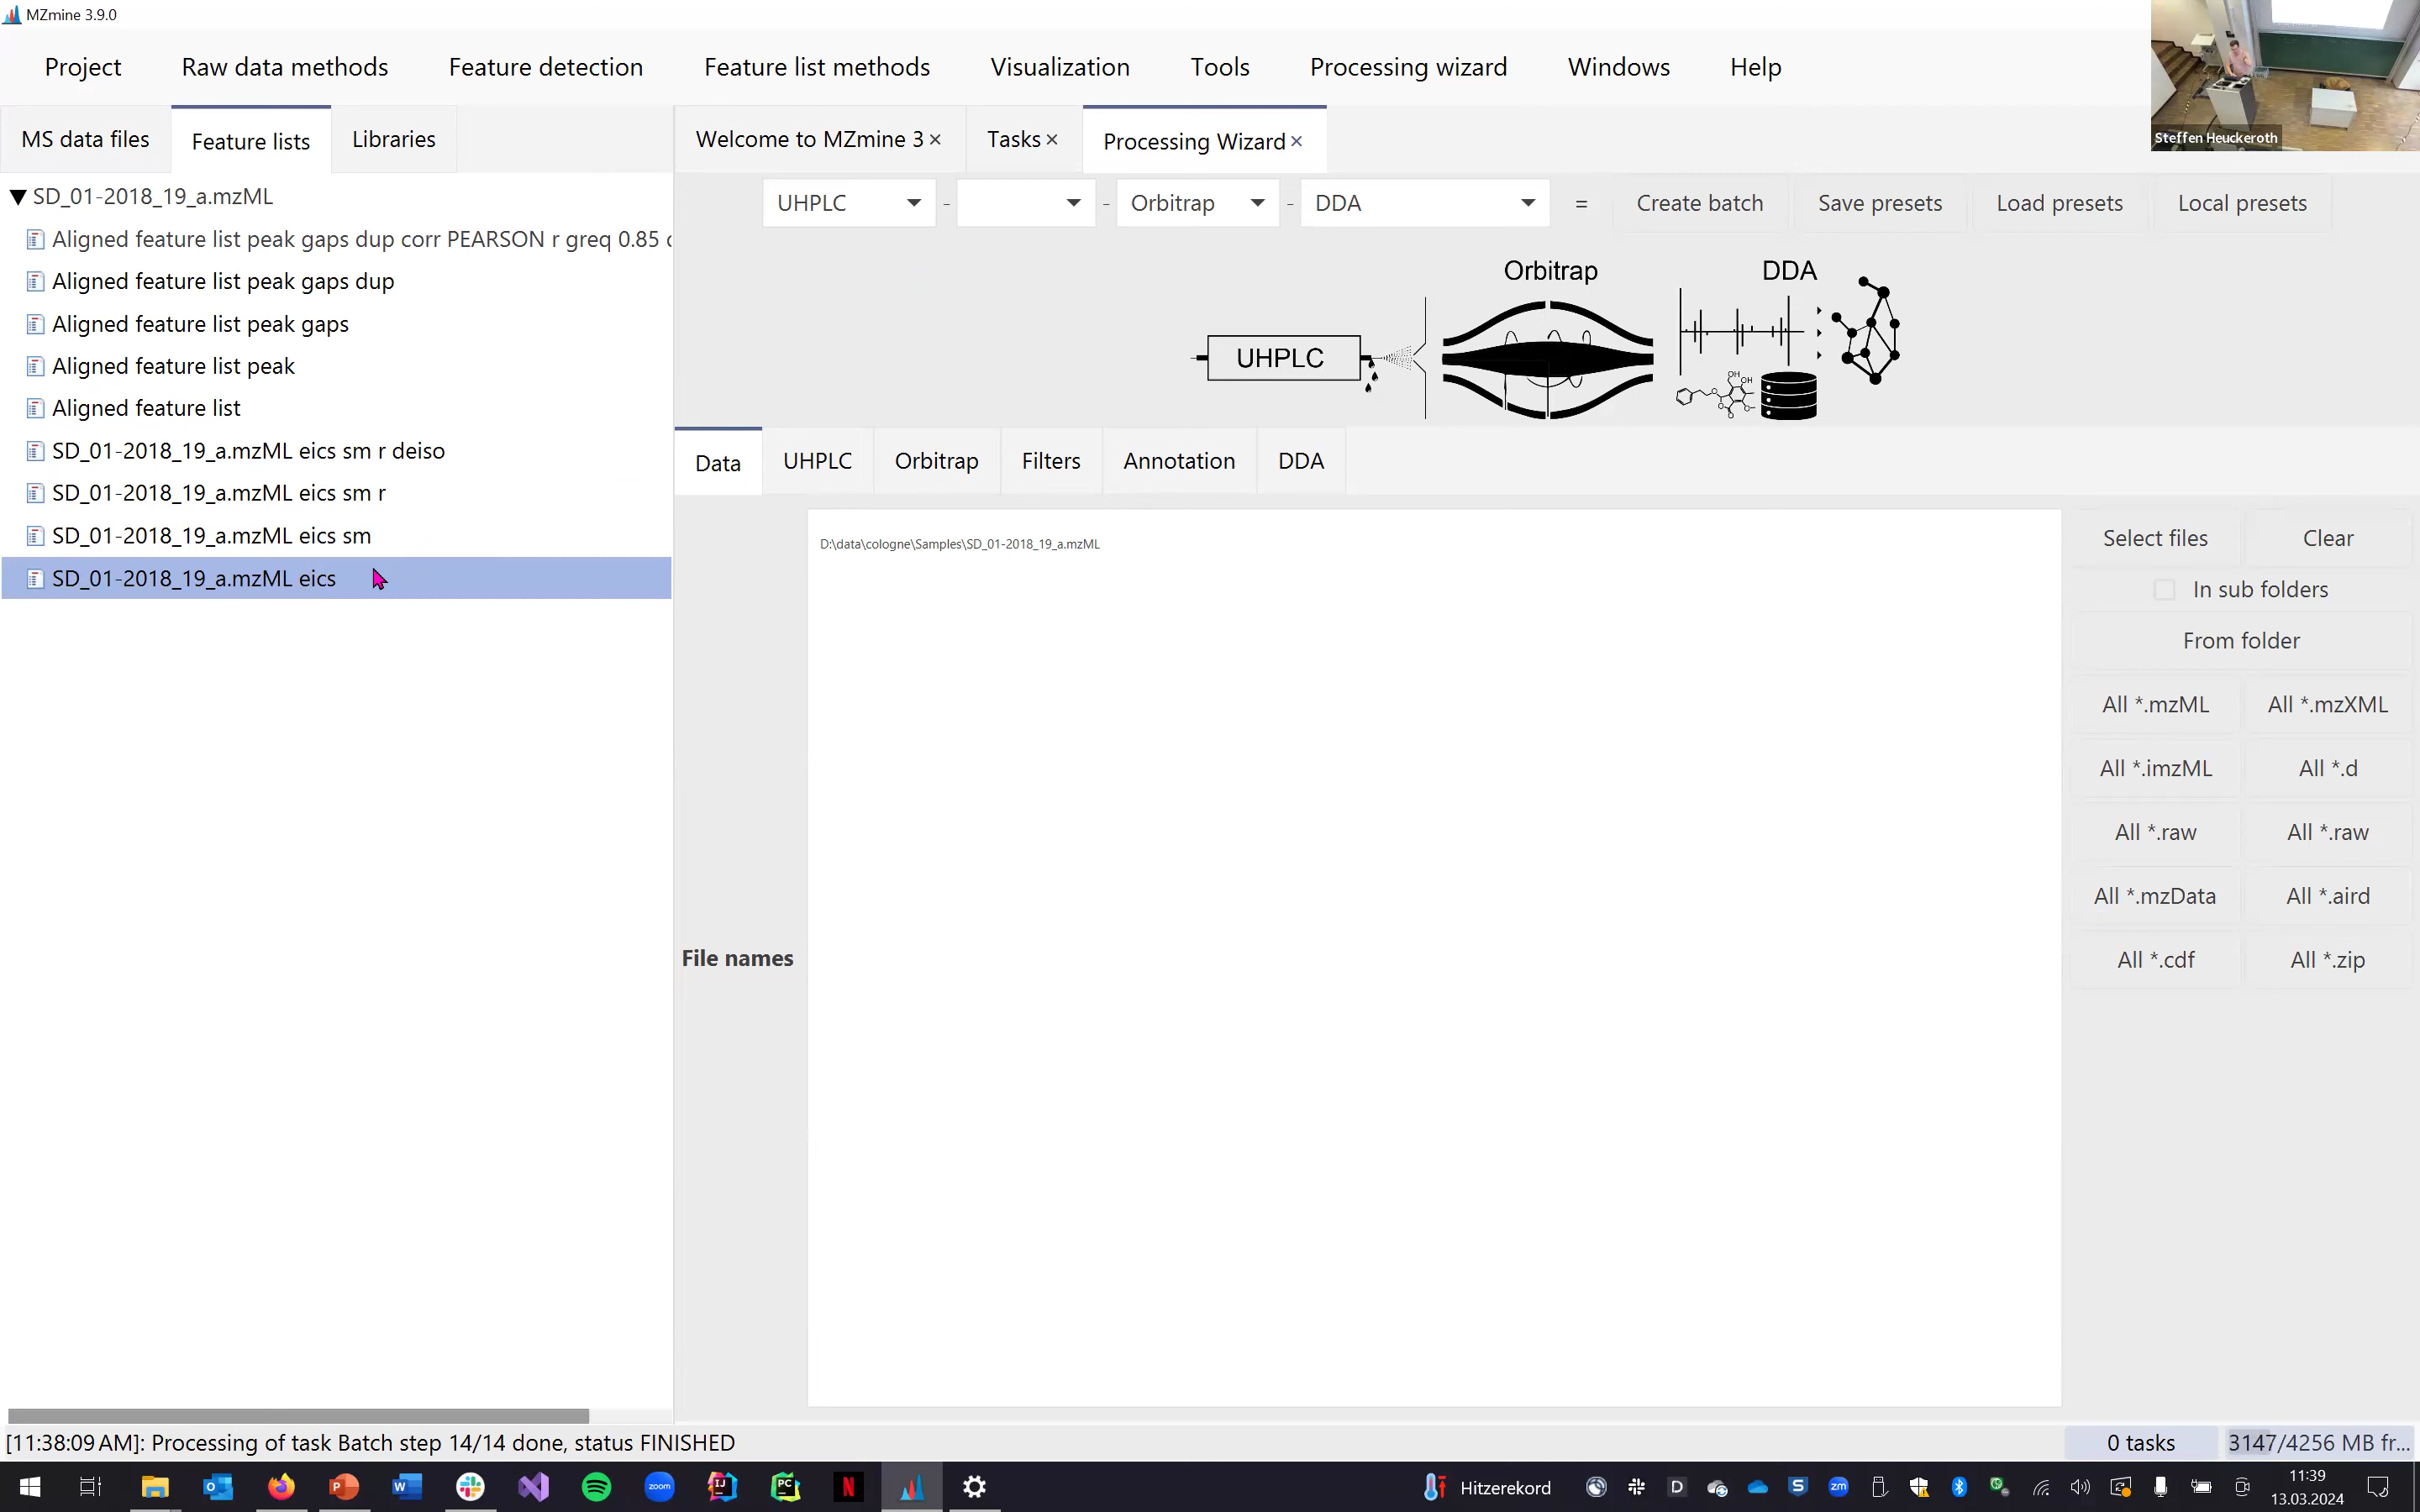 MZmine 3.9.0
Project Raw data methods Feature detection Feature list methods Visualization Tools Processing wizard Windows Help
Steffen Heuckeroth
MS data files Feature lists Libraries
Welcome to MZmine 3 × Tasks × Processing Wizard ×
SD_01-2018_19_a.mzML
Aligned feature list peak gaps dup corr PEARSON r greq 0.85
Aligned feature list peak gaps dup
Aligned feature list peak gaps
Aligned feature list peak
Aligned feature list
SD_01-2018_19_a.mzML eics sm r deiso
SD_01-2018_19_a.mzML eics sm r
SD_01-2018_19_a.mzML eics sm
SD_01-2018_19_a.mzML eics
UHPLC - - Orbitrap - DDA = Create batch Save presets Load presets Local presets
Orbitrap DDA
UHPLC
Data UHPLC Orbitrap Filters Annotation DDA
File names
D:\data\cologne\Samples\SD_01-2018_19_a.mzML
Select files Clear
In sub folders
From folder
All *.mzML All *.mzXML
All *.imzML All *.d
All *.raw All *.raw
All *.mzData All *.aird
All *.cdf All *.zip
[11:38:09 AM]: Processing of task Batch step 14/14 done, status FINISHED
0 tasks 3147/4256 MB fr...
zoom
Hitzerekord
zm
11:39
13.03.2024